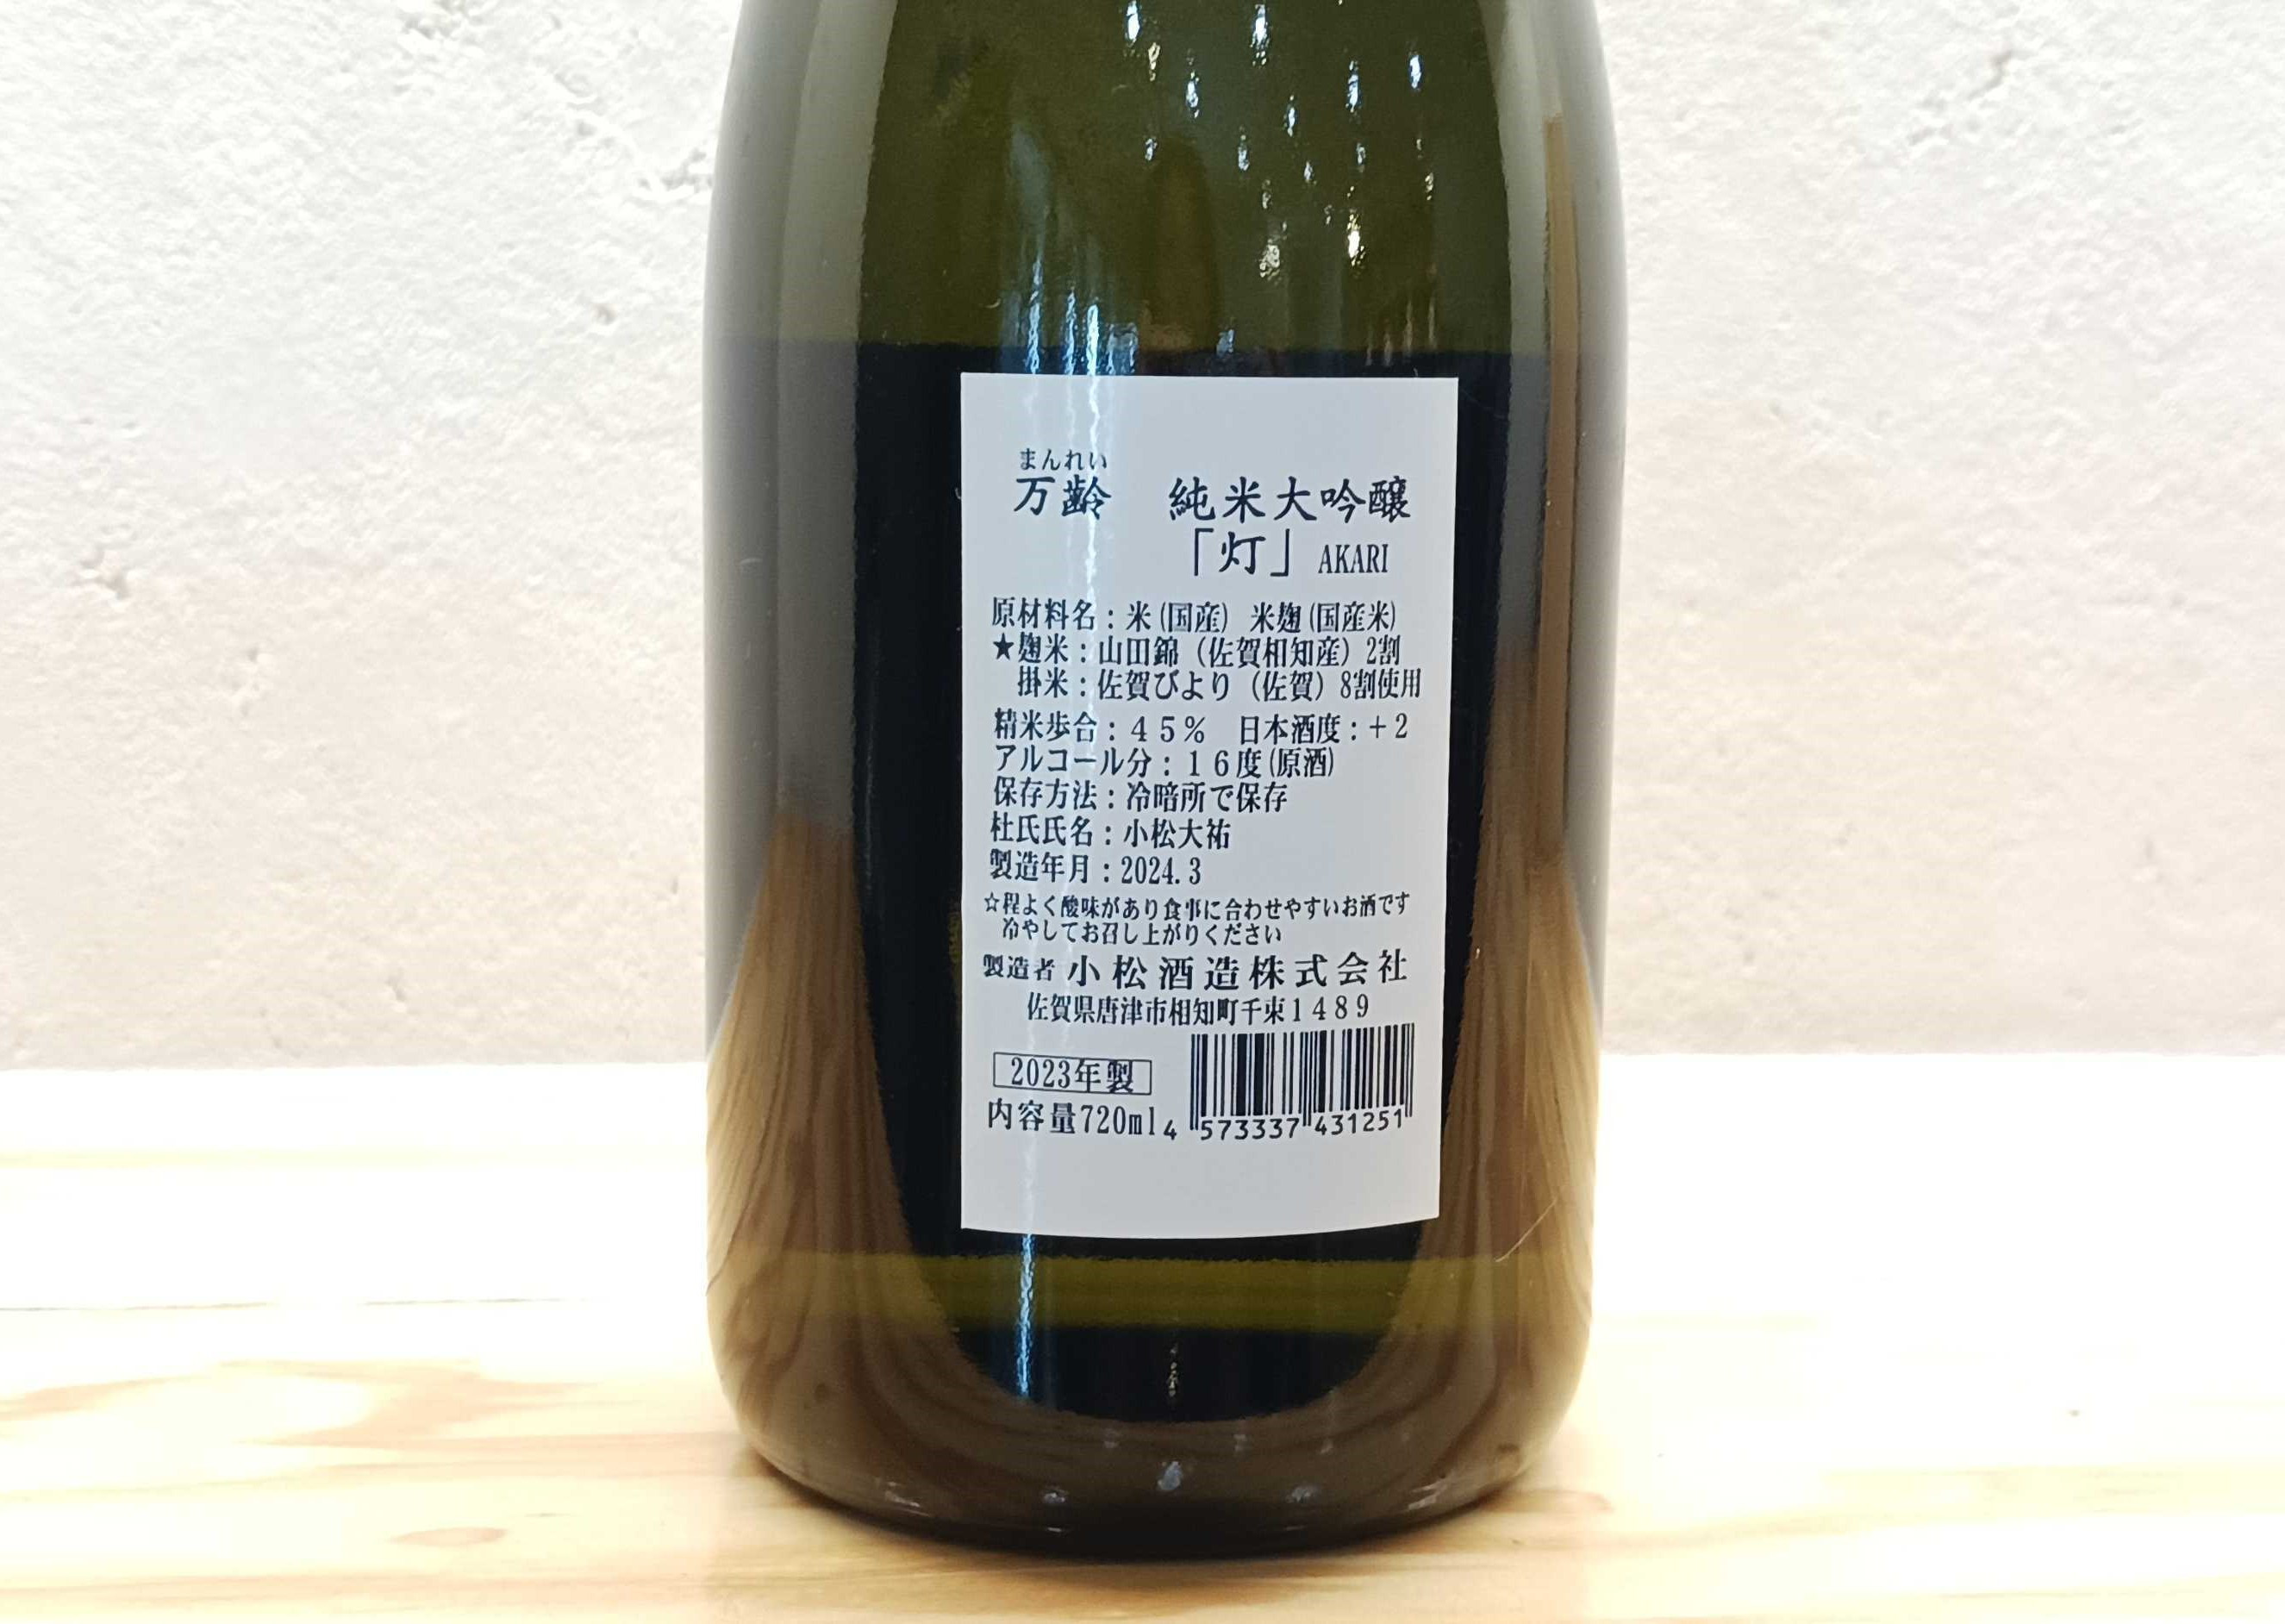 まんれい
万齢 純米大吟醸
「灯」 AKARI
原材料名：米(国産) 米麹(国産米)
★麹米：山田錦（佐賀相知産）2割
掛米：佐賀びより（佐賀）8割使用
精米歩合：４５％ 日本酒度：＋２
アルコール分：１６度(原酒)
保存方法：冷暗所で保存
杜氏氏名：小松大祐
製造年月：2024.3
☆程よく酸味があり食事に合わせやすいお酒です
冷やしてお召し上がりください
製造者 小松酒造株式会社
佐賀県唐津市相知町千束１４８９
2023年製
内容量720ml
4 573337 431251